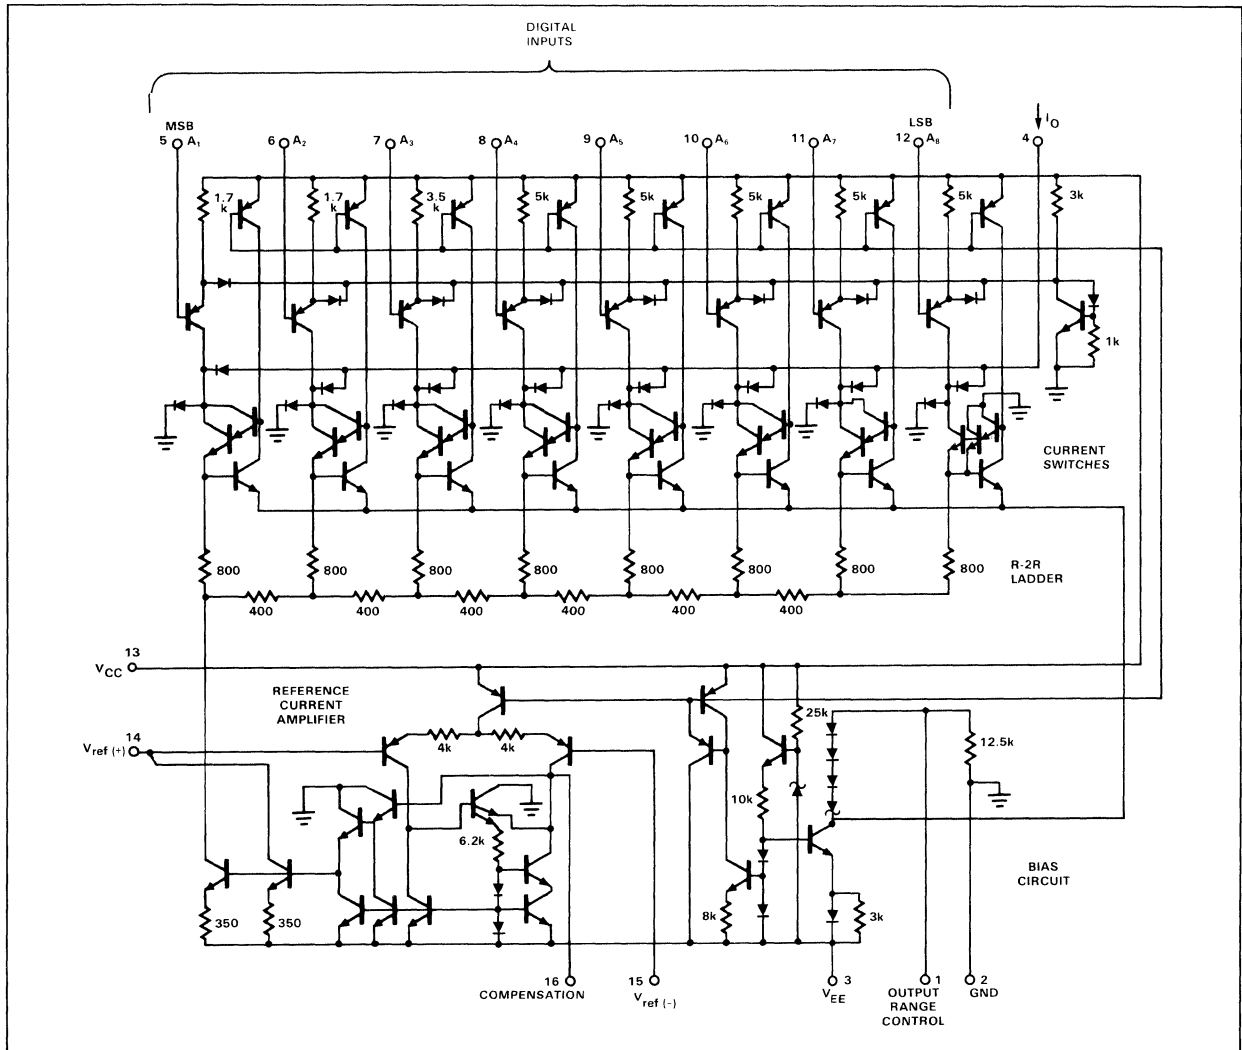 DIGITAL
INPUTS
MSB
5 A1
6 A2
7 A3
8 A4
9 A5
10 A6
11 A7
LSB
12 A8
IO
4
1.7
k
1.7
k
3.5
k
5k
5k
5k
5k
5k
3k
1k
CURRENT
SWITCHES
800
800
800
800
800
800
800
800
R-2R
LADDER
400
400
400
400
400
400
13
VCC
REFERENCE
CURRENT
AMPLIFIER
14
Vref (+)
4k
4k
25k
12.5k
10k
6.2k
BIAS
CIRCUIT
350
350
8k
3k
16
COMPENSATION
15
Vref (-)
3
VEE
1
OUTPUT
RANGE
CONTROL
2
GND